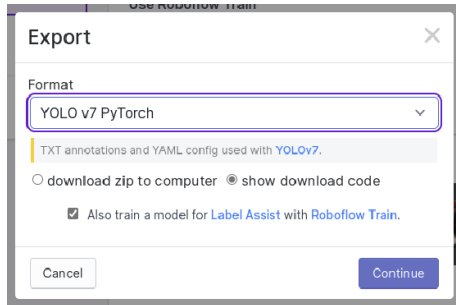 Use Roboflow Train
Export
Format
YOLO v7 PyTorch
TXT annotations and YAML config used with YOLOv7.
download zip to computer show download code
Also train a model for Label Assist with Roboflow Train.
Cancel Continue